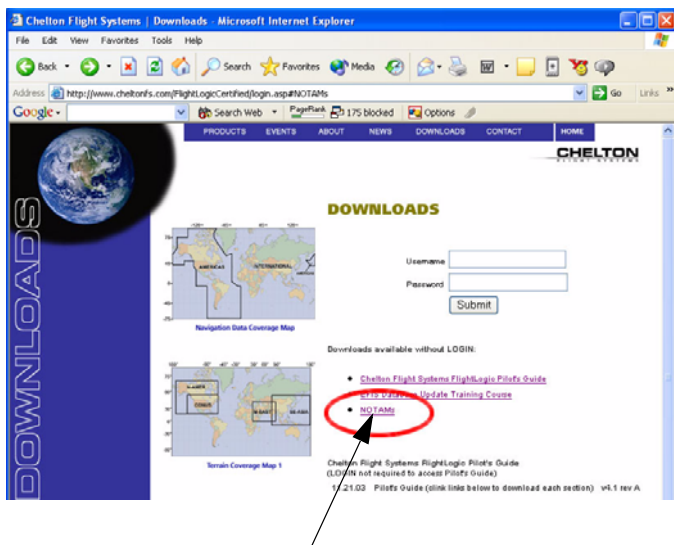 Chelton Flight Systems | Downloads - Microsoft Internet Explorer
File Edit View Favorites Tools Help
Back Search Favorites Media
Address http://www.cheltonfs.com/FlightLogicCertified/login.asp#NOTAMs Go Links »
Google Search Web PageRank 175 blocked Options
PRODUCTS EVENTS ABOUT NEWS DOWNLOADS CONTACT HOME
CHELTON
FLIGHT SYSTEMS
DOWNLOADS
DOWNLOADS
AMERICAS INTERNATIONAL
Navigation Data Coverage Map
Username
Password
Submit
Downloads available without LOGIN:
Chelton Flight Systems FlightLogic Pilot's Guide
Update Training Course
NOTAMs
CONUS
Terrain Coverage Map 1
Chelton Flight Systems FlightLogic Pilot's Guide
(LOGIN not required to access Pilot's Guide)
11.21.03 Pilot's Guide (click links below to download each section) v4.1 rev A